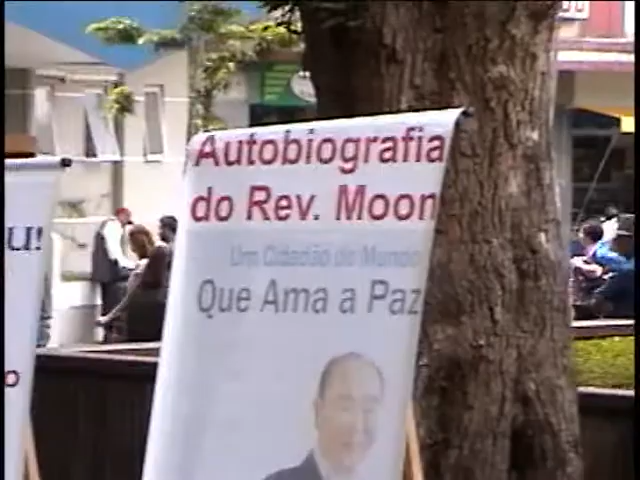 Autobiografia
do Rev. Moon
Um Cidadão do Mundo
Que Ama a Paz
U!
o